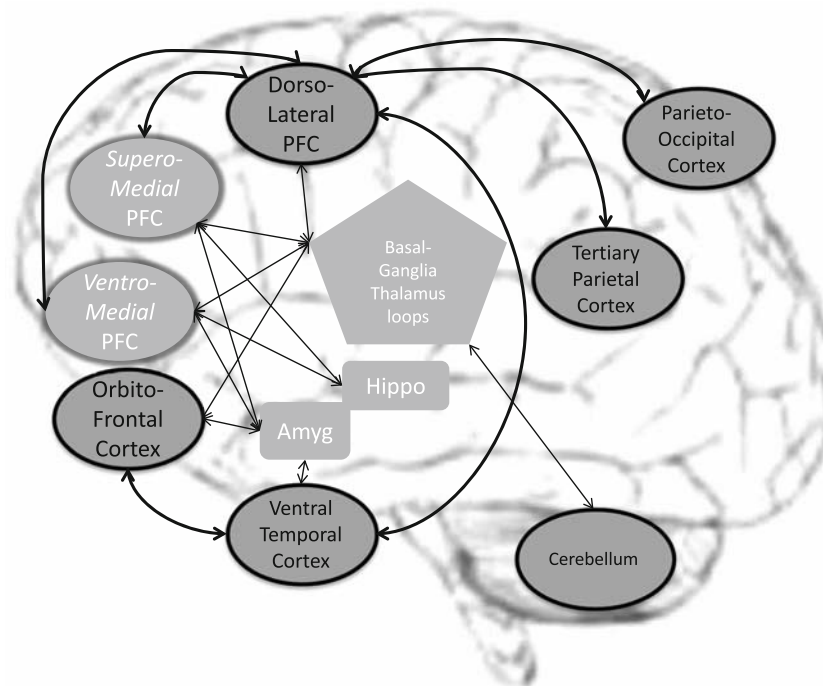 Dorso-
Lateral
PFC
Parieto-
Occipital
Cortex
Supero-
Medial
PFC
Basal-
Ganglia
Thalamus
loops
Tertiary
Parietal
Cortex
Ventro-
Medial
PFC
Orbito-
Frontal
Cortex
Hippo
Amyg
Ventral
Temporal
Cortex
Cerebellum